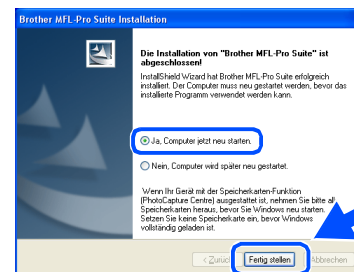 Brother MFL-Pro Suite Installation
Die Installation von "Brother MFL-Pro Suite" ist
abgeschlossen!
InstallShield Wizard hat Brother MFL-Pro Suite erfolgreich
installiert. Der Computer muss neu gestartet werden, bevor das
installierte Programm verwendet werden kann.
Ja, Computer jetzt neu starten.
Nein, Computer wird später neu gestartet.
Wenn Ihr Gerät mit der Speicherkarten-Funktion
(PhotoCapture Centre) ausgestattet ist, nehmen Sie bitte
Speicherkarten heraus, bevor Sie Windows neu starten.
Setzen Sie keine Speicherkarte ein, bevor Windows
vollständig geladen ist.
Fertig stellen
Abbrechen